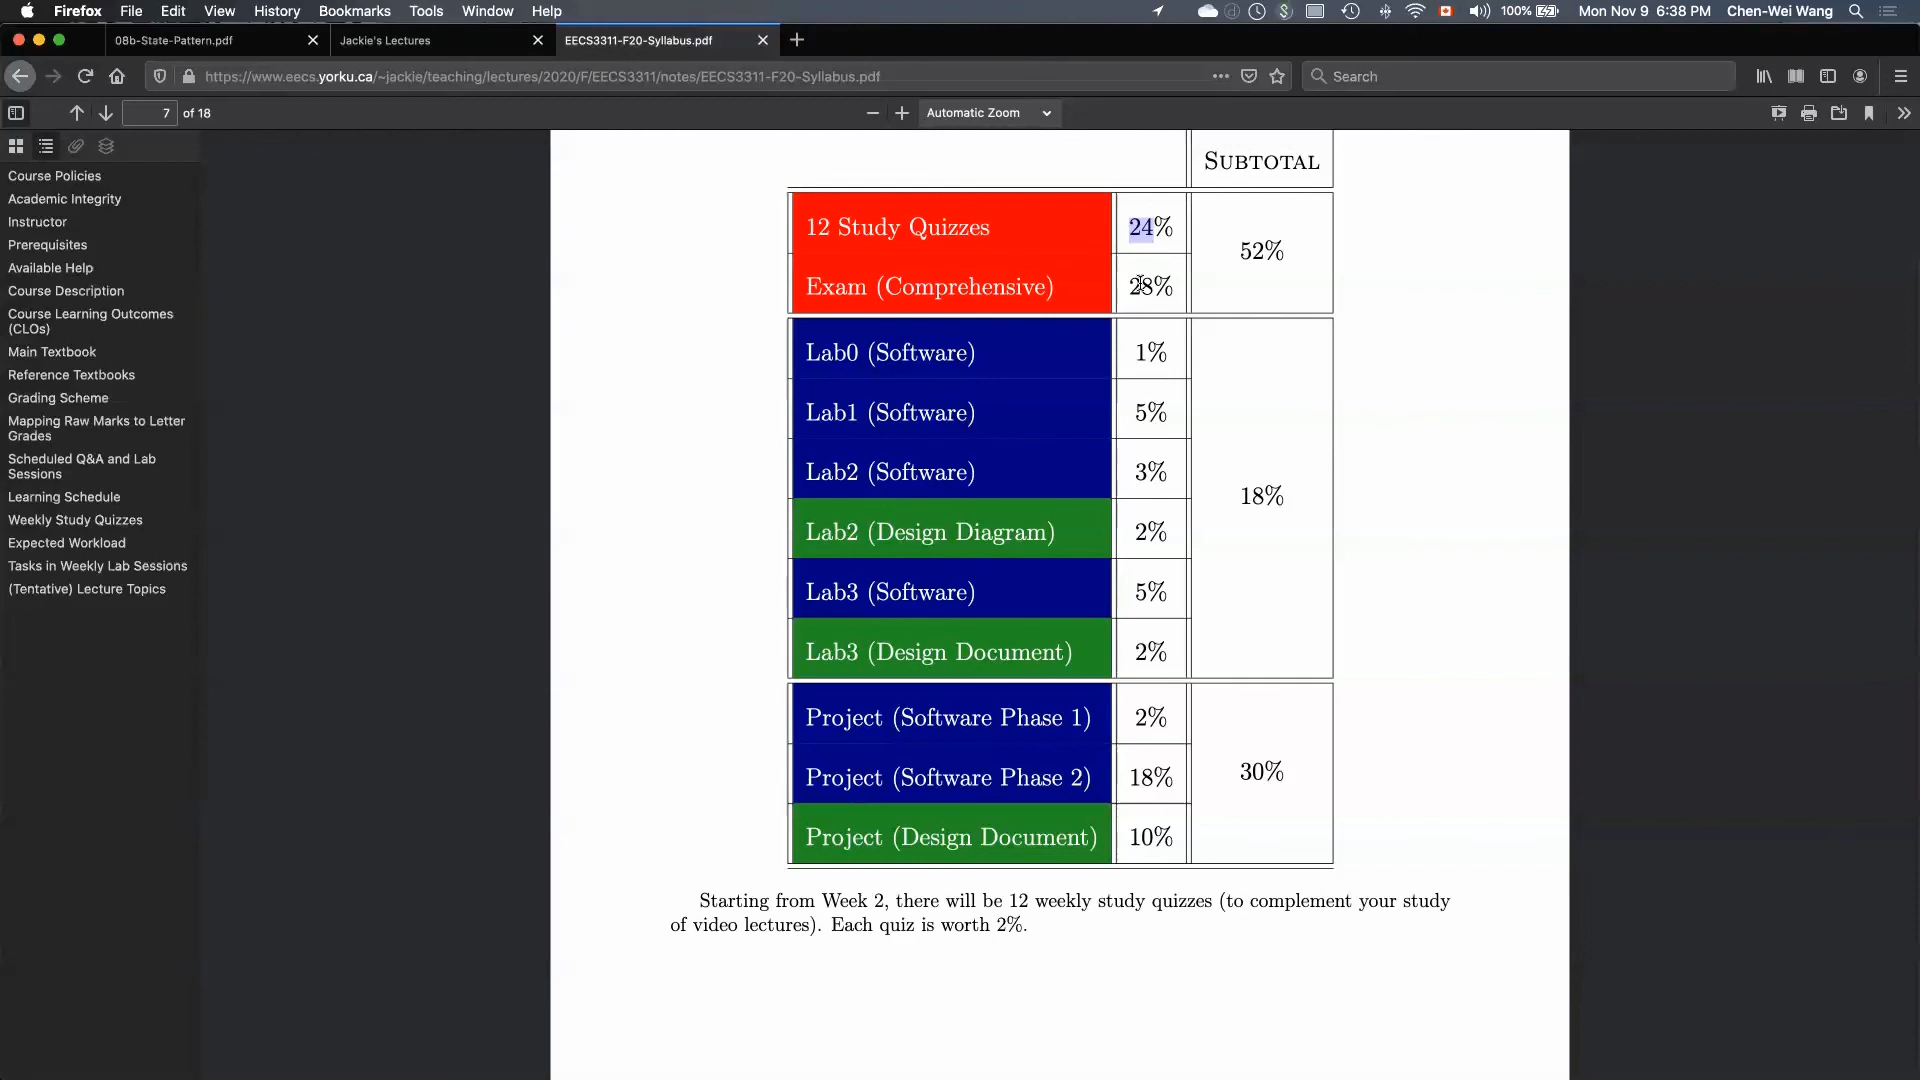 Firefox File Edit View History Bookmarks Tools Window Help 100% Mon Nov 9 6:38 PM Chen-Wei Wang
08b-State-Pattern.pdf Jackie's Lectures EECS3311-F20-Syllabus.pdf
https://www.eecs.yorku.ca/~jackie/teaching/lectures/2020/F/EECS3311/notes/EECS3311-F20-Syllabus.pdf Search
7 of 18 Automatic Zoom
Course Policies
Academic Integrity
Instructor
Prerequisites
Available Help
Course Description
Course Learning Outcomes
(CLOs)
Main Textbook
Reference Textbooks
Grading Scheme
Mapping Raw Marks to Letter
Grades
Scheduled Q&A and Lab
Sessions
Learning Schedule
Weekly Study Quizzes
Expected Workload
Tasks in Weekly Lab Sessions
(Tentative) Lecture Topics
SUBTOTAL
12 Study Quizzes 24%
52%
Exam (Comprehensive) 28%
Lab0 (Software) 1%
Lab1 (Software) 5%
Lab2 (Software) 3%
18%
Lab2 (Design Diagram) 2%
Lab3 (Software) 5%
Lab3 (Design Document) 2%
Project (Software Phase 1) 2%
Project (Software Phase 2) 18%
30%
Project (Design Document) 10%
Starting from Week 2, there will be 12 weekly study quizzes (to complement your study
of video lectures). Each quiz is worth 2%.